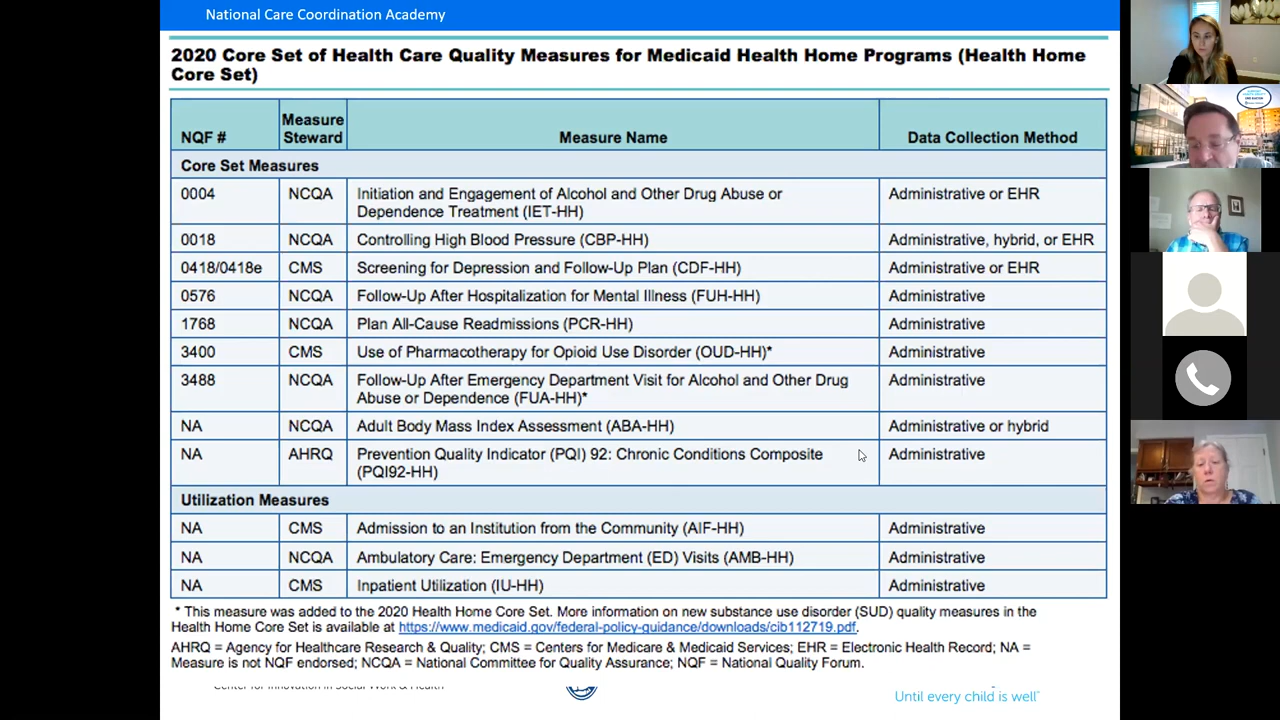 National Care Coordination Academy
2020 Core Set of Health Care Quality Measures for Medicaid Health Home Programs (Health Home
Core Set)
NQF # Measure Steward Measure Name Data Collection Method
Core Set Measures
0004 NCQA Initiation and Engagement of Alcohol and Other Drug Abuse or Administrative or EHR
Dependence Treatment (IET-HH)
0018 NCQA Controlling High Blood Pressure (CBP-HH) Administrative, hybrid, or EHR
0418/0418e CMS Screening for Depression and Follow-Up Plan (CDF-HH) Administrative or EHR
0576 NCQA Follow-Up After Hospitalization for Mental Illness (FUH-HH) Administrative
1768 NCQA Plan All-Cause Readmissions (PCR-HH) Administrative
3400 CMS Use of Pharmacotherapy for Opioid Use Disorder (OUD-HH)* Administrative
3488 NCQA Follow-Up After Emergency Department Visit for Alcohol and Other Drug Administrative
Abuse or Dependence (FUA-HH)*
NA NCQA Adult Body Mass Index Assessment (ABA-HH) Administrative or hybrid
NA AHRQ Prevention Quality Indicator (PQI) 92: Chronic Conditions Composite Administrative
(PQI92-HH)
Utilization Measures
NA CMS Admission to an Institution from the Community (AIF-HH) Administrative
NA NCQA Ambulatory Care: Emergency Department (ED) Visits (AMB-HH) Administrative
NA CMS Inpatient Utilization (IU-HH) Administrative
* This measure was added to the 2020 Health Home Core Set. More information on new substance use disorder (SUD) quality measures in the
Health Home Core Set is available at https://www.medicaid.gov/federal-policy-guidance/downloads/cib112719.pdf.
AHRQ = Agency for Healthcare Research & Quality; CMS = Centers for Medicare & Medicaid Services; EHR = Electronic Health Record; NA =
Measure is not NQF endorsed; NCQA = National Committee for Quality Assurance; NQF = National Quality Forum.
Center for Innovation in Social Work & Health
Until every child is well